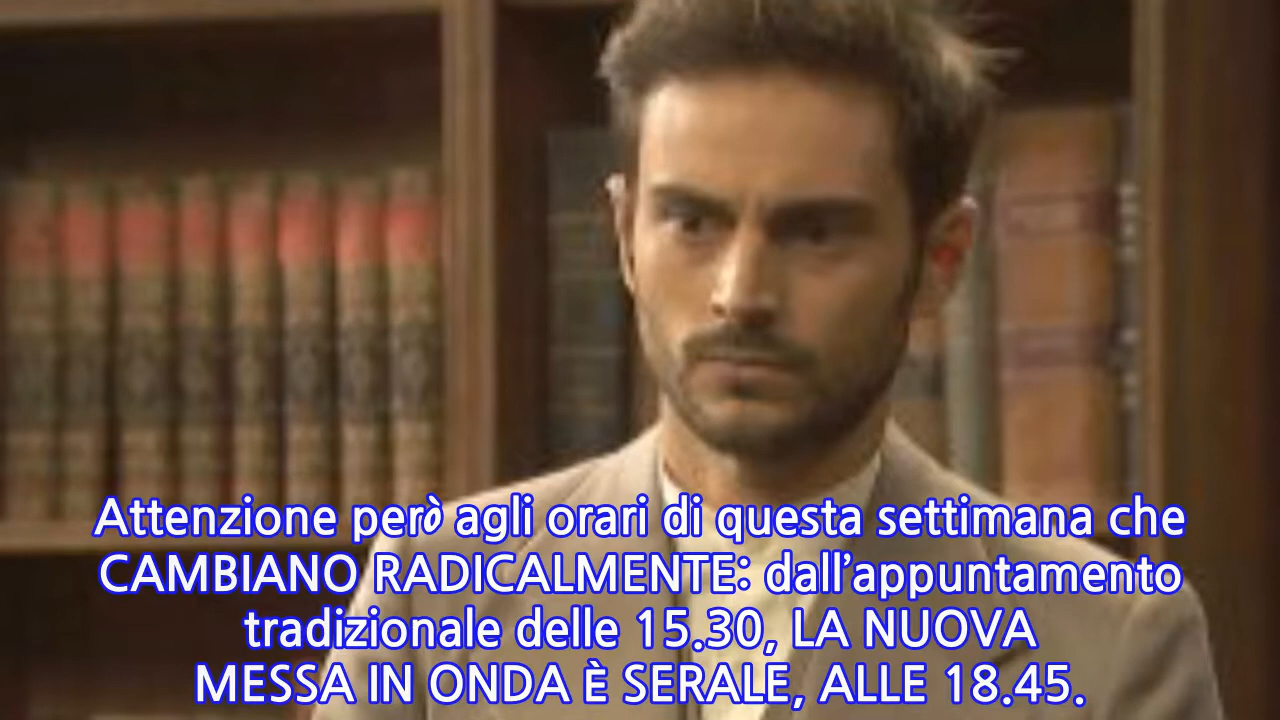 Attenzione però agli orari di questa settimana che
CAMBIANO RADICALMENTE: dall'appuntamento
tradizionale delle 15.30, LA NUOVA
MESSA IN ONDA È SERALE, ALLE 18.45.